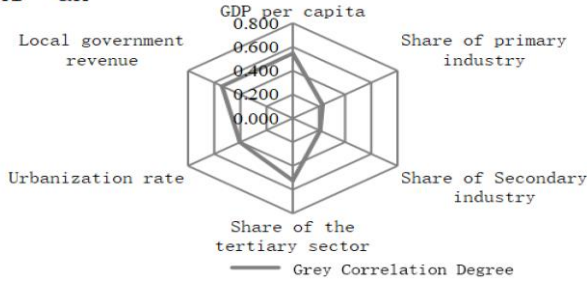 GDP per capita
0.800
0.600
0.400
0.200
0.000
Share of primary
industry
Share of Secondary
industry
Share of the
tertiary sector
Urbanization rate
Local government
revenue
Grey Correlation Degree